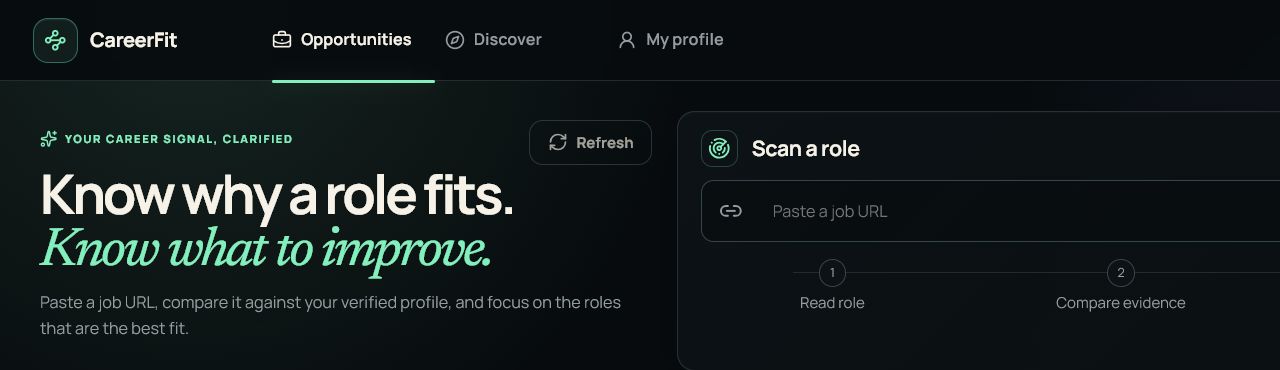 CareerFit
Opportunities
Discover
My profile
YOUR CAREER SIGNAL, CLARIFIED
Refresh
Know why a role fits.
Know what to improve.
Paste a job URL, compare it against your verified profile, and focus on the roles
that are the best fit.
Scan a role
Paste a job URL
1
Read role
2
Compare evidence